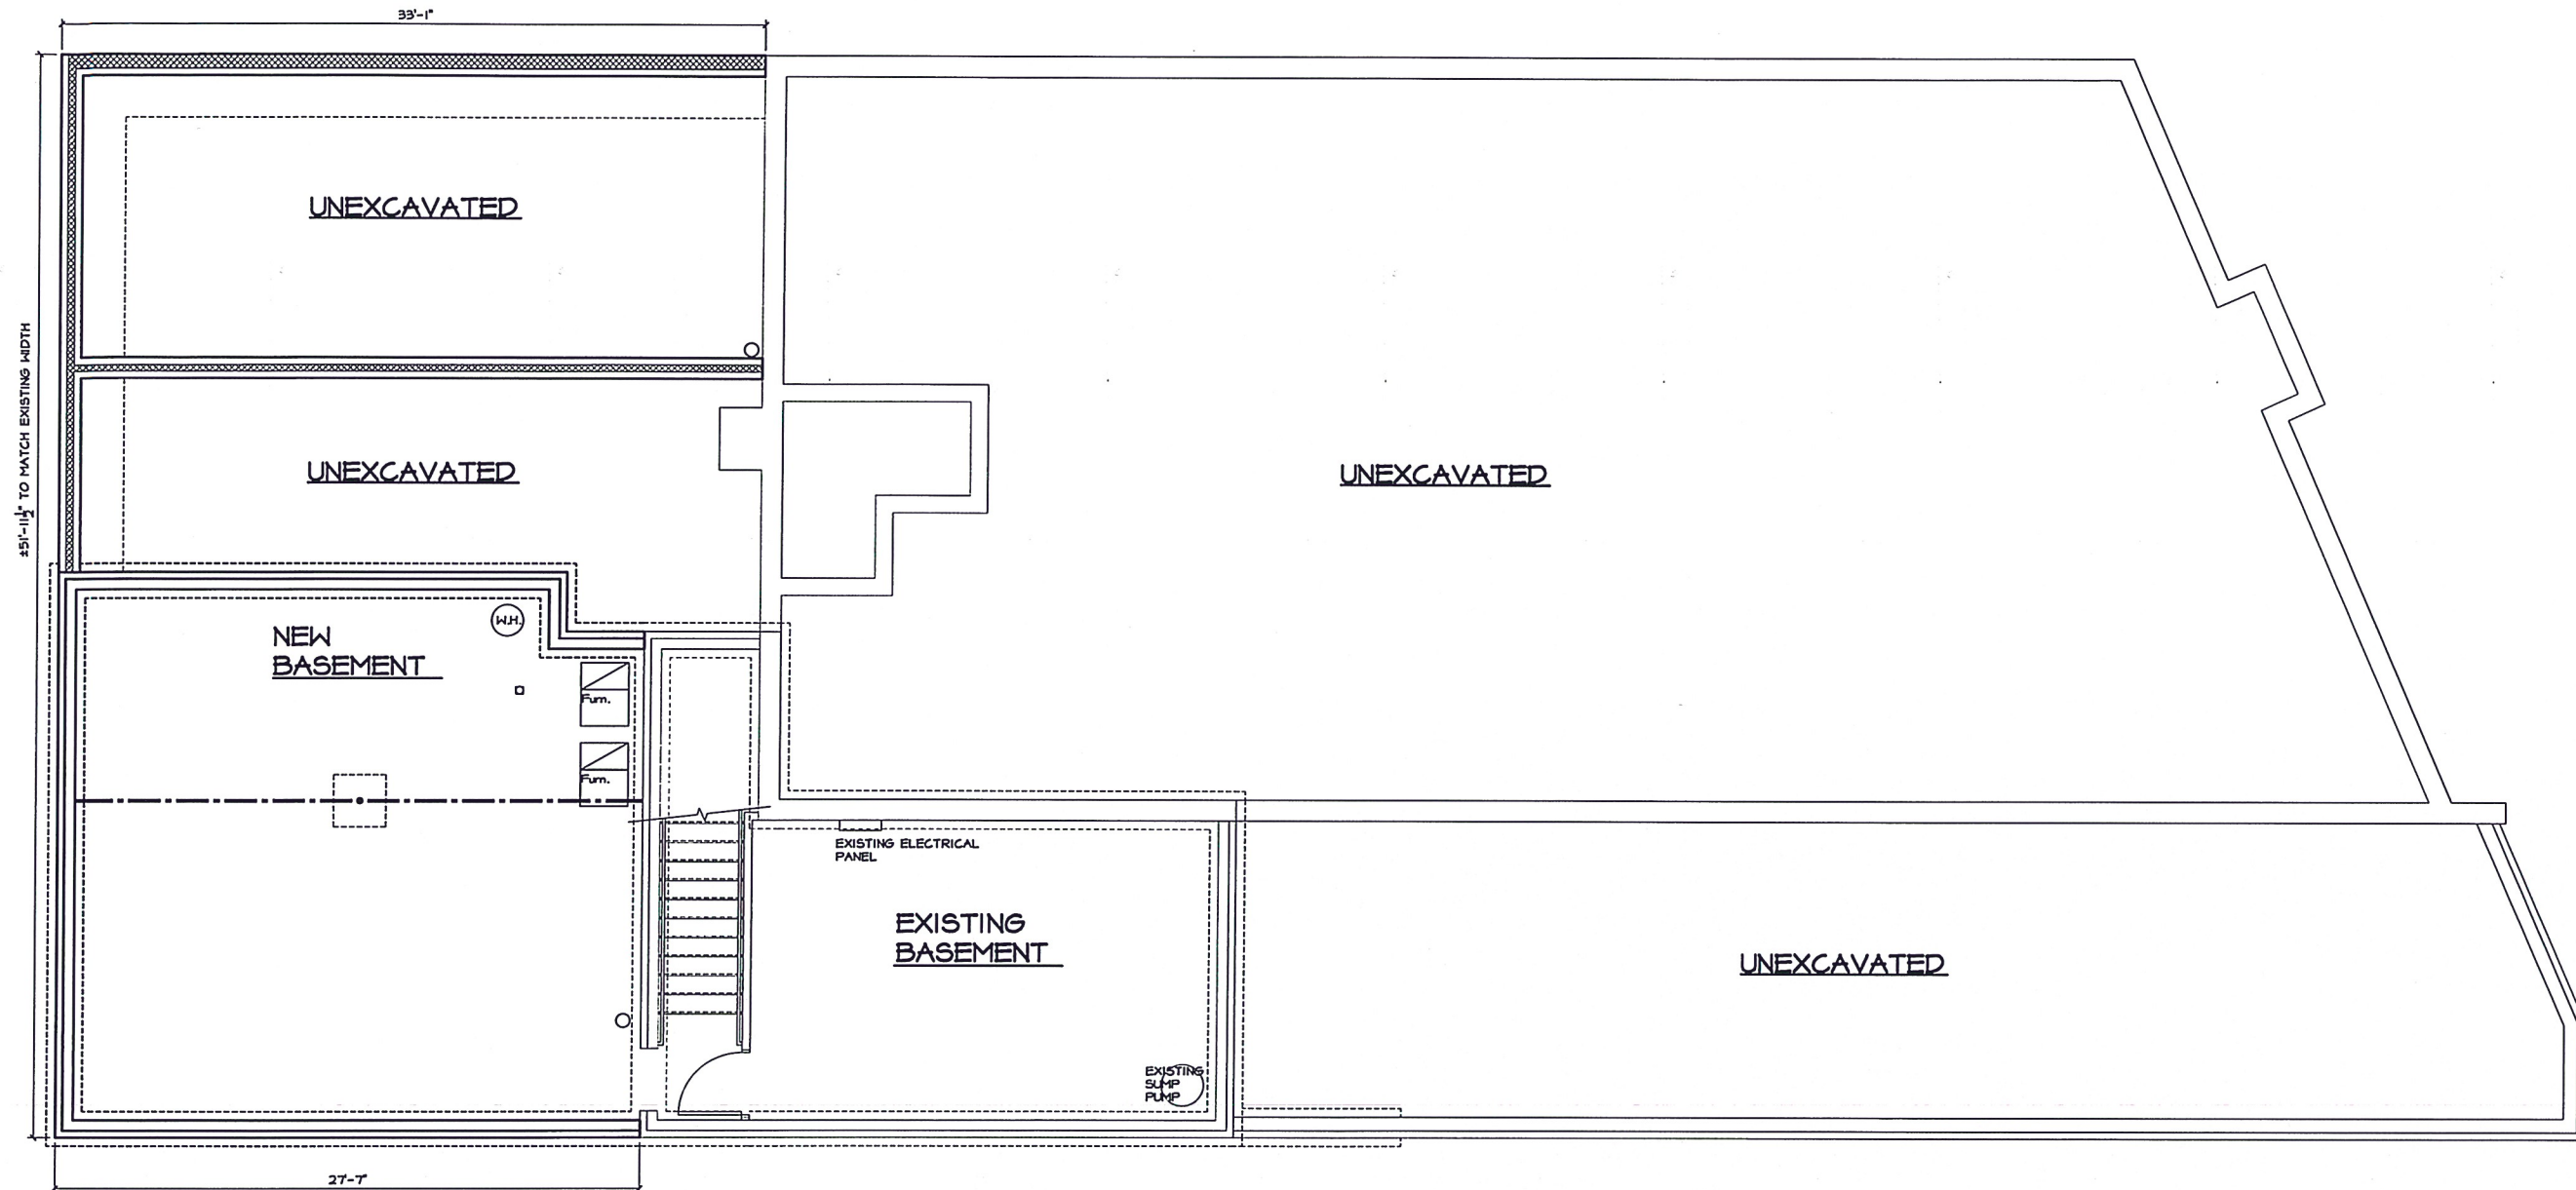 33'-1"
UNEXCAVATED
±51'-11½" TO MATCH EXISTING WIDTH
UNEXCAVATED
UNEXCAVATED
NEW
BASEMENT
W.H.
Furn.
Furn.
EXISTING ELECTRICAL
PANEL
EXISTING
BASEMENT
UNEXCAVATED
EXISTING
SUMP
PUMP
27'-7"